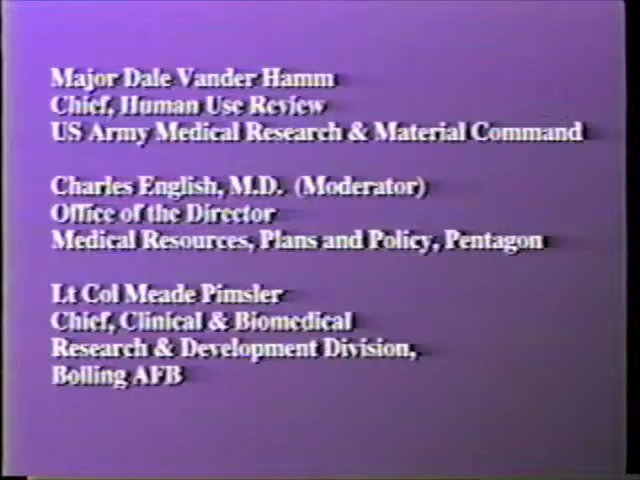 Major Dale Vander Hamm
Chief, Human Use Review
US Army Medical Research & Material Command
Charles English, M.D. (Moderator)
Office of the Director
Medical Resources, Plans and Policy, Pentagon
Lt Col Meade Pimsler
Chief, Clinical & Biomedical
Research & Development Division,
Bolling AFB